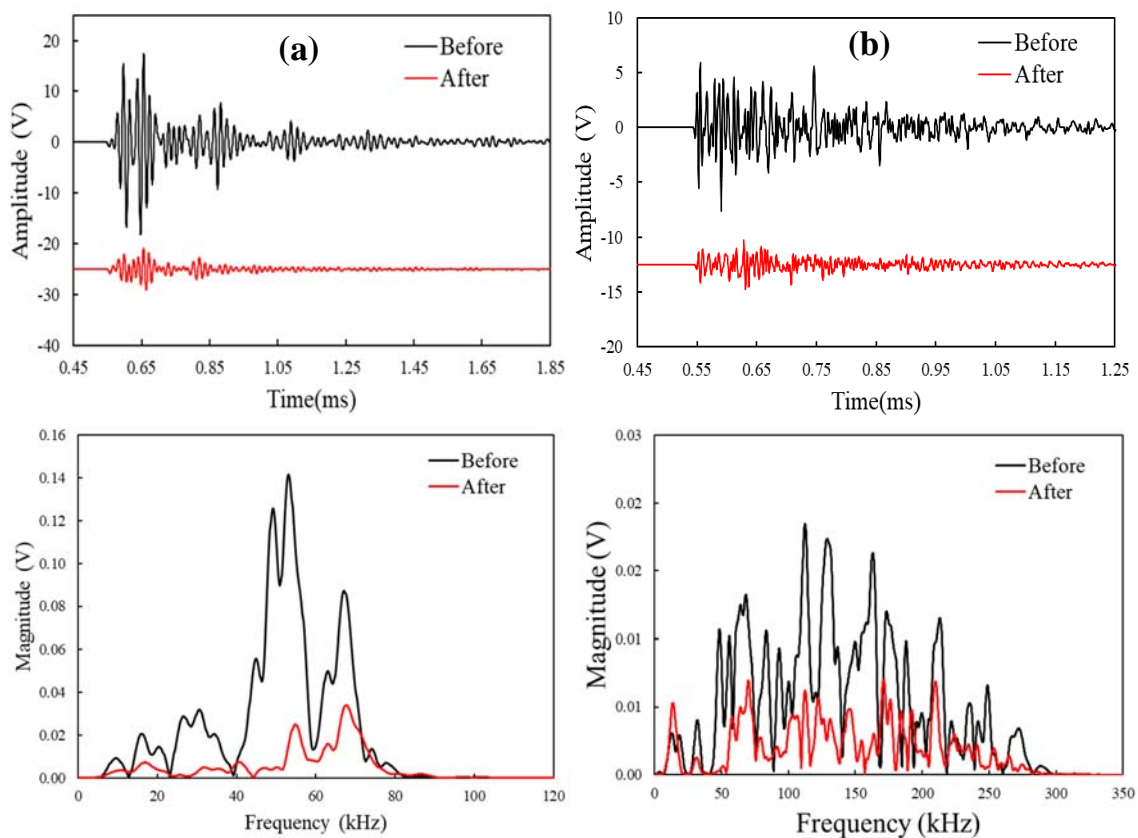 (a)
Before
After
Amplitude (V)
20
10
0
-10
-20
-30
-40
0.45 0.65 0.85 1.05 1.25 1.45 1.65 1.85
Time(ms)
(b)
Before
After
Amplitude (V)
10
5
0
-5
-10
-15
-20
0.45 0.55 0.65 0.75 0.85 0.95 1.05 1.15 1.25
Time(ms)
Before
After
Magnitude (V)
0.16
0.14
0.12
0.10
0.08
0.06
0.04
0.02
0.00
0 20 40 60 80 100 120
Frequency (kHz)
Before
After
Magnitude (V)
0.03
0.02
0.02
0.01
0.01
0.00
0 50 100 150 200 250 300 350
Frequency (kHz)